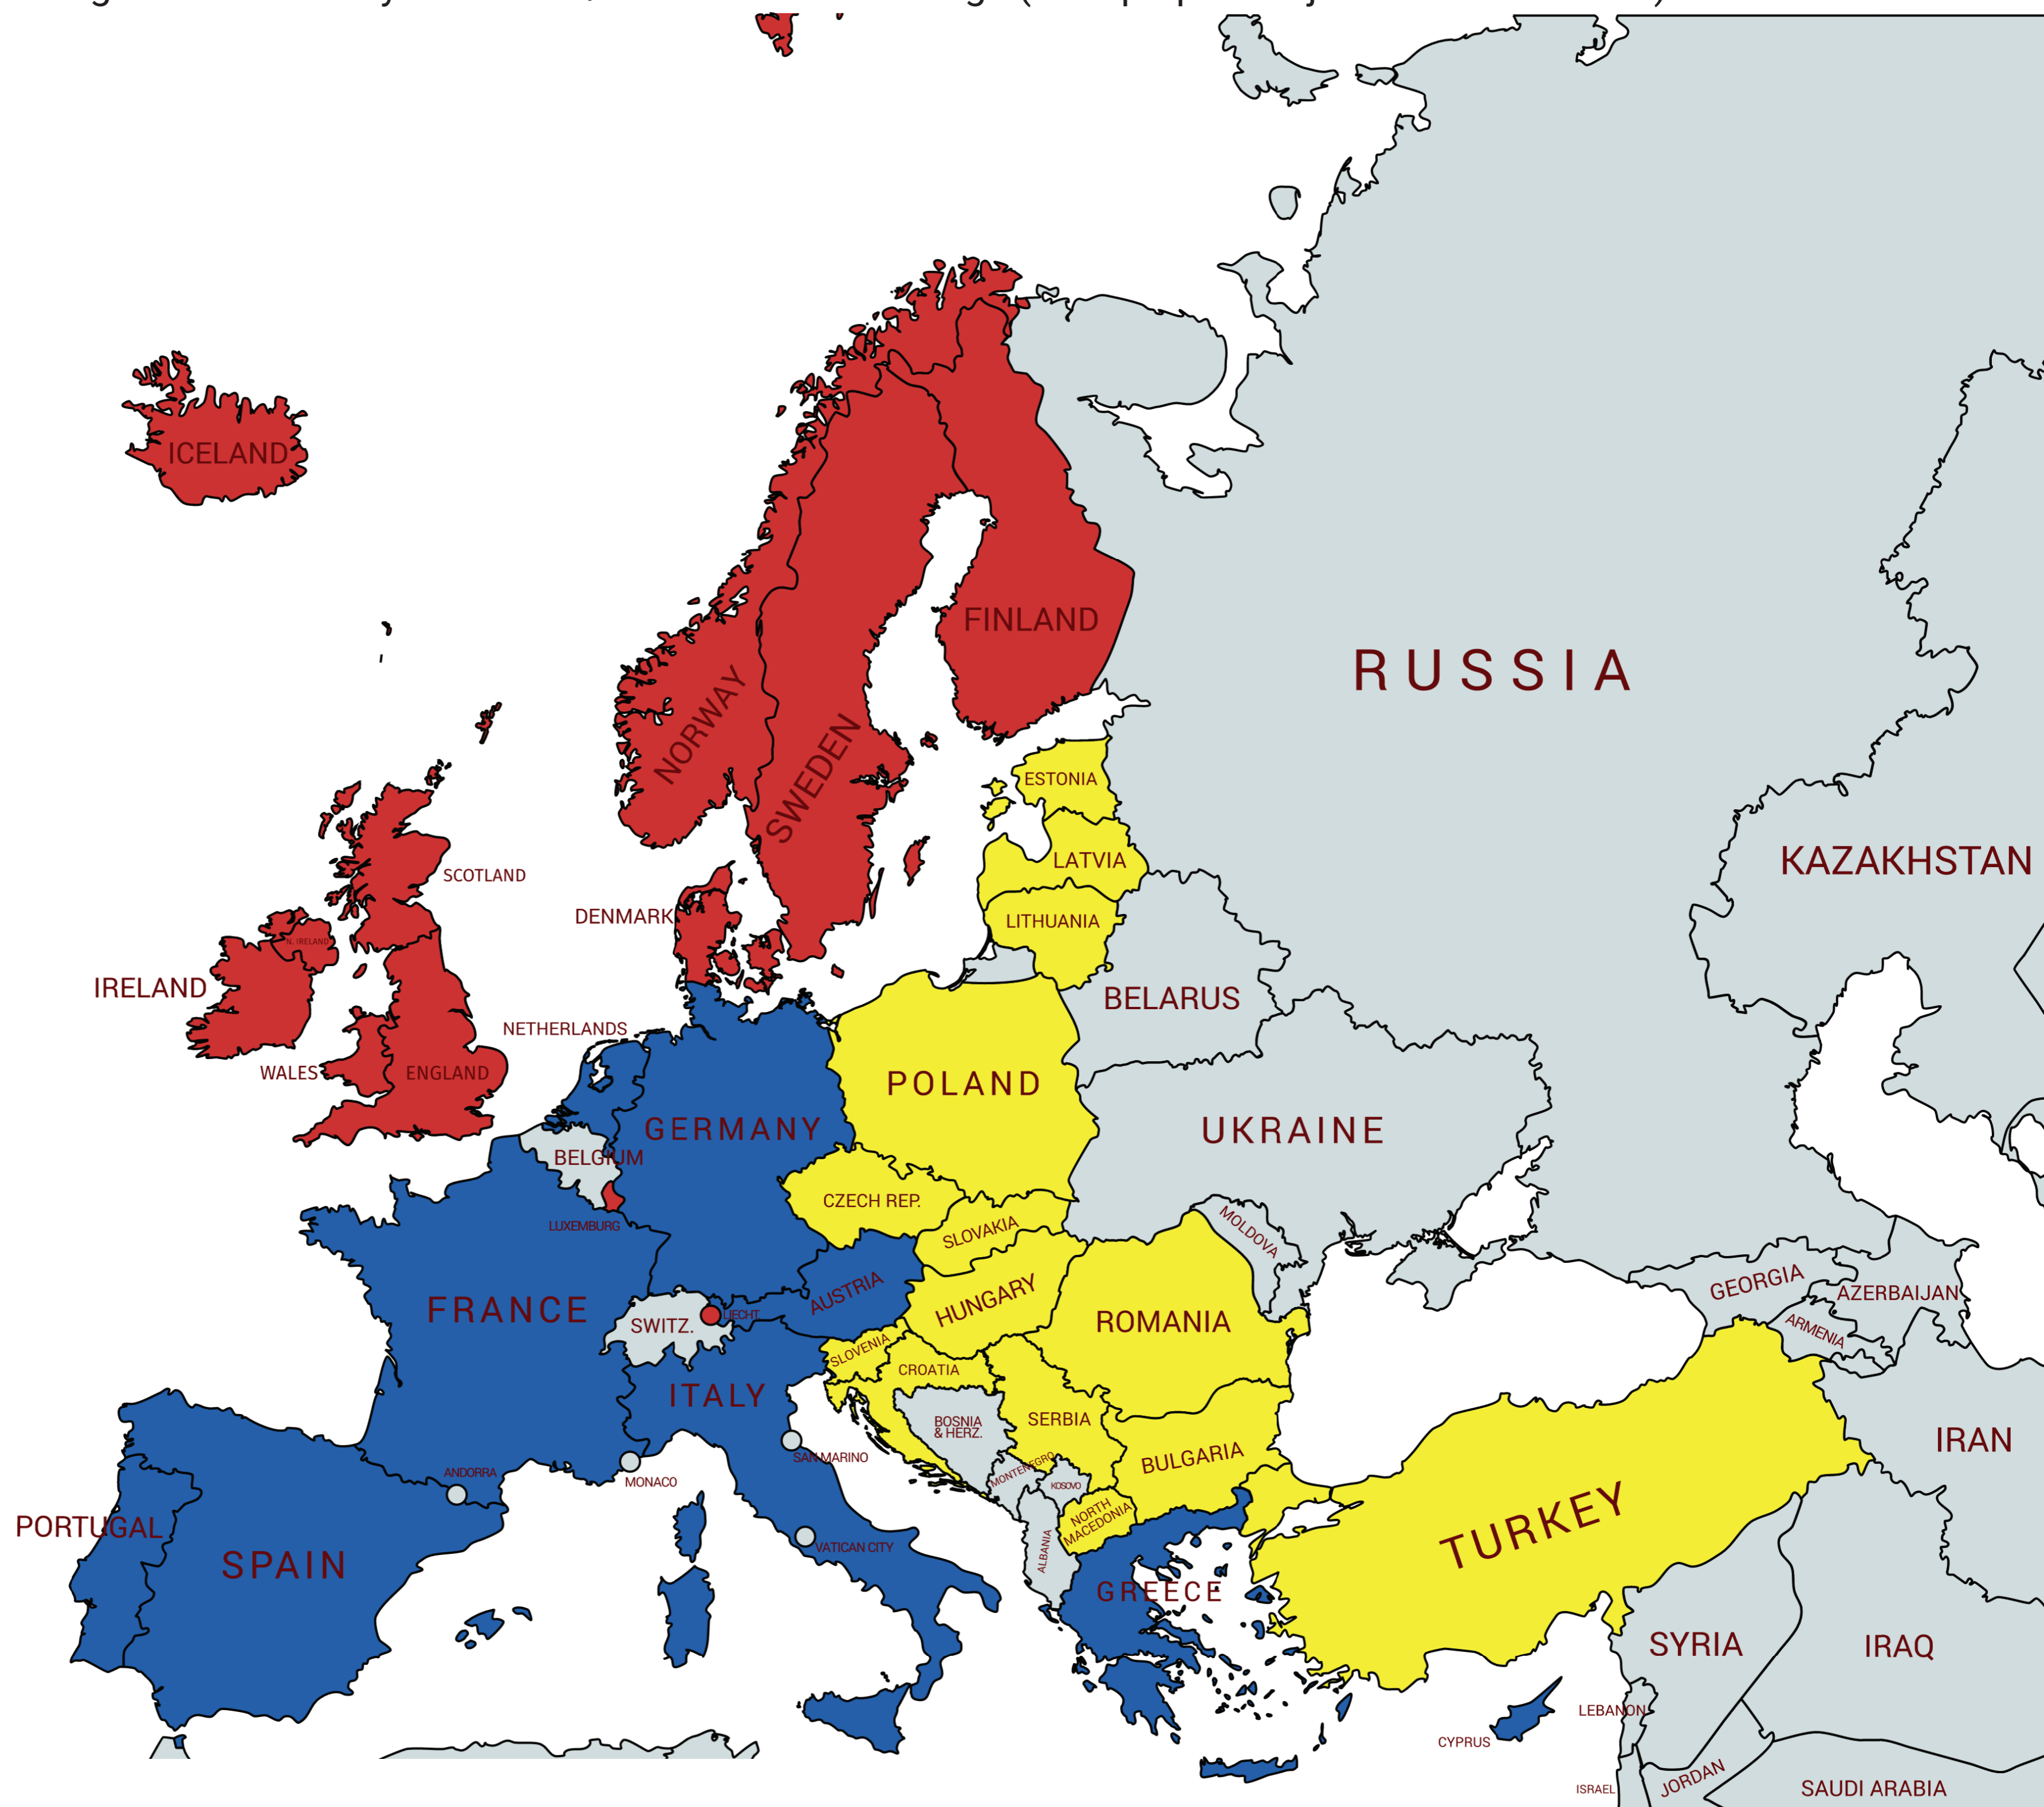 ICELAND
FINLAND
RUSSIA
NORWAY
SWEDEN
ESTONIA
LATVIA
KAZAKHSTAN
SCOTLAND
DENMARK
LITHUANIA
N. IRELAND
IRELAND
BELARUS
NETHERLANDS
WALES
ENGLAND
POLAND
GERMANY
UKRAINE
BELGIUM
CZECH REP.
LUXEMBURG
SLOVAKIA
MOLDOVA
AUSTRIA
HUNGARY
GEORGIA
AZERBAIJAN
FRANCE
LIECHT.
SWITZ.
ROMANIA
ARMENIA
SLOVENIA
CROATIA
ITALY
BOSNIA
& HERZ.
SERBIA
IRAN
SAN MARINO
BULGARIA
ANDORRA
MONACO
MONTENEGRO
KOSOVO
NORTH
MACEDONIA
PORTUGAL
TURKEY
VATICAN CITY
ALBANIA
SPAIN
GREECE
SYRIA
IRAQ
LEBANON
CYPRUS
JORDAN
ISRAEL
SAUDI ARABIA